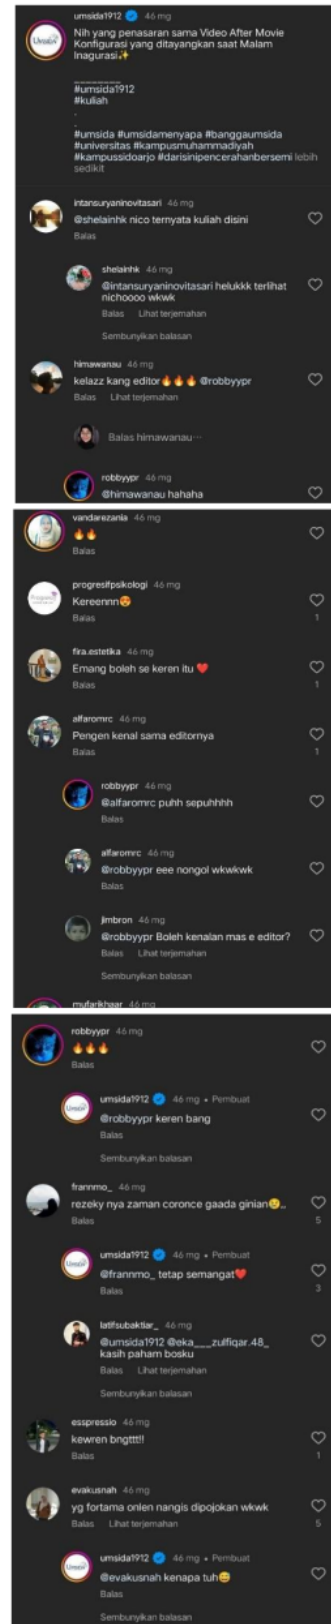 umsida1912 46 mg
Nih yang penasaran sama Video After Movie
Konfigurasi yang ditayangkan saat Malam
Inagurasi✨
________
#umsida1912
#kuliah
.
.
#umsida #umsidamenyapa #banggaumsida
#universitas #kampusmuhammadiyah
#kampussidoarjo #darisinipencerahanbersemi lebih
sedikit
intansuryaninovitasari 46 mg
@shelainhk nico ternyata kuliah disini
Balas
shelainhk 46 mg
@intansuryaninovitasari helukkk terlihat
nichoooo wkwk
Balas Lihat terjemahan
Sembunyikan balasan
himawanau 46 mg
kelazz kang editor🔥🔥🔥 @robbyypr
Balas Lihat terjemahan
Balas himawanau...
robbyypr 46 mg
@himawanau hahaha
vandarezania 46 mg
🔥🔥
Balas
progresifpsikologi 46 mg
Kereennn😍
Balas
1
fira.estetika 46 mg
Emang boleh se keren itu ❤️
Balas
1
alfaromrc 46 mg
Pengen kenal sama editornya
Balas
1
robbyypr 46 mg
@alfaromrc puhh sepuhhhh
Balas
alfaromrc 46 mg
@robbyypr eee nongol wkwkwk
Balas
jimbron 46 mg
@robbyypr Boleh kenalan mas e editor?
Balas Lihat terjemahan
Sembunyikan balasan
mufarikhaar 46 mg
robbyypr 46 mg
🔥🔥🔥
Balas
umsida1912 46 mg • Pembuat
@robbyypr keren bang
Balas
Sembunyikan balasan
frannmo_ 46 mg
rezeky nya zaman coronce gaada ginian😢_
Balas
5
umsida1912 46 mg • Pembuat
@frannmo_ tetap semangat❤️
Balas
3
latifsubaktiar_ 46 mg
@umsida1912 @eka___zulfiqar.48_
kasih paham bosku
Balas Lihat terjemahan
Sembunyikan balasan
esspressio 46 mg
kewren bngttt!!
Balas
1
evakusnah 46 mg
yg fortama onlen nangis dipojokan wkwk
Balas Lihat terjemahan
5
umsida1912 46 mg • Pembuat
@evakusnah kenapa tuh😅
Balas
Sembunyikan balasan